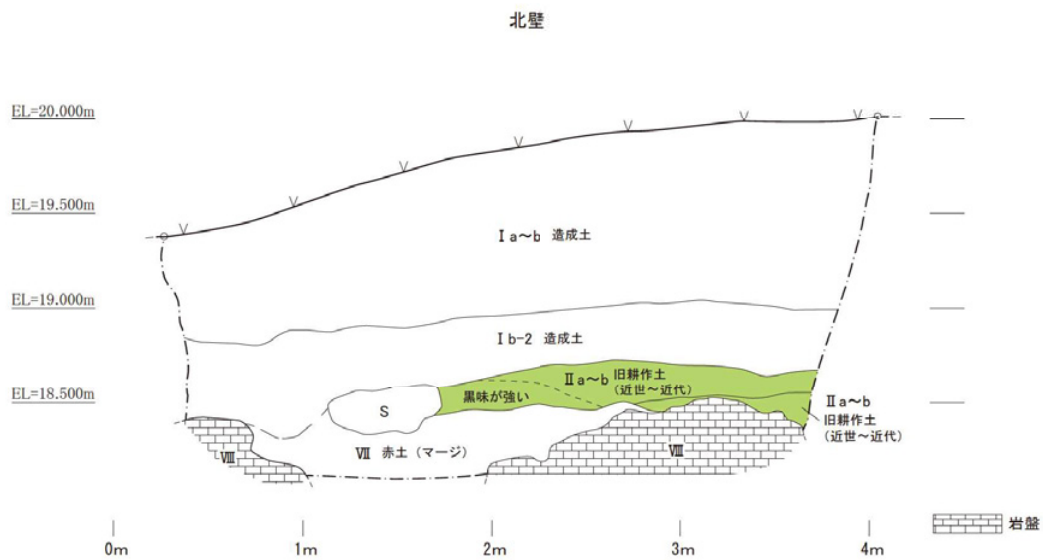 北壁
EL=20.000m
EL=19.500m
Ⅰa～b 造成土
EL=19.000m
Ⅰb-2 造成土
EL=18.500m
Ⅱa～b 旧耕作土
（近世～近代）
黒味が強い
S
Ⅱa～b
旧耕作土
（近世～近代）
Ⅷ
Ⅶ 赤土（マージ）
Ⅷ
岩盤
0m
1m
2m
3m
4m